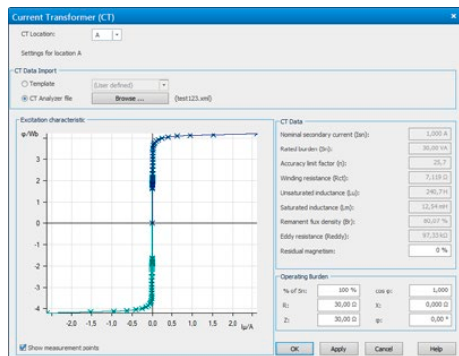 Current Transformer (CT)
CT Location: A
Settings for location A
CT Data Import
Template (User defined)
CT Analyzer file Browse ... (test123.xml)
Excitation characteristic
φ/Wb
3
2
1
0
-1
-2
-3
-4
-2,0 -1,5 -1,0 -0,5 0,0 0,5 1,0 1,5 2,0 Iμ/A
Show measurement points
CT Data
Nominal secondary current (Isn): 1,000 A
Rated burden (Sn): 30,00 VA
Accuracy limit factor (n): 25,7
Winding resistance (Rct): 7,119 Ω
Unsaturated inductance (Lu): 240,7 H
Saturated inductance (Lm): 12,54 mH
Remanent flux density (Br): 80,07 %
Eddy resistance (Reddy): 97,33 kΩ
Residual magnetism: 0 %
Operating Burden
% of Sn: 100 % cos φ: 1,000
R: 30,00 Ω X: 0,000 Ω
Z: 30,00 Ω φ: 0,00 °
OK Apply Cancel Help